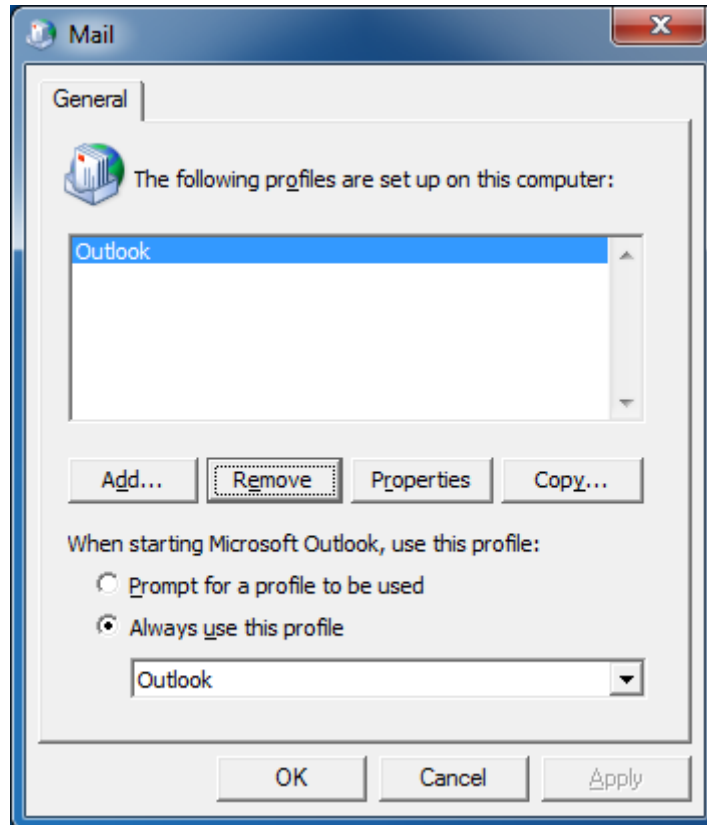 Mail
General
The following profiles are set up on this computer:
Outlook
Add... Remove Properties Copy...
When starting Microsoft Outlook, use this profile:
Prompt for a profile to be used
Always use this profile
Outlook
OK Cancel Apply